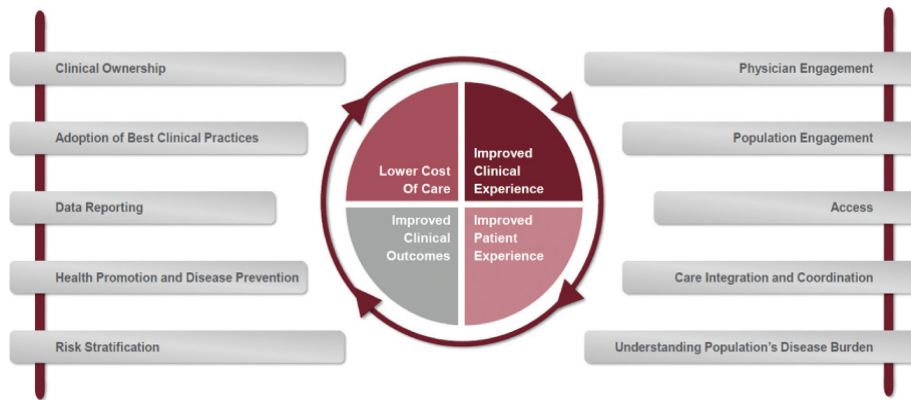 Clinical Ownership
Adoption of Best Clinical Practices
Data Reporting
Health Promotion and Disease Prevention
Risk Stratification
Lower Cost
Of Care
Improved
Clinical
Experience
Improved
Clinical
Outcomes
Improved
Patient
Experience
Physician Engagement
Population Engagement
Access
Care Integration and Coordination
Understanding Population's Disease Burden